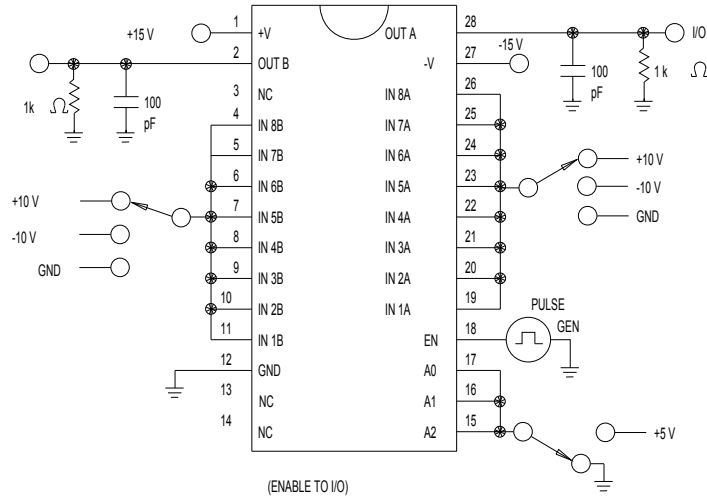 +15 V
1
+V
OUT A
28
I/O
2
OUT B
-V
27
-15 V
1k
Ω
100
pF
100
pF
1 k
Ω
3
NC
IN 8A
26
4
IN 8B
IN 7A
25
5
IN 7B
IN 6A
24
6
IN 6B
IN 5A
23
7
IN 5B
IN 4A
22
8
IN 4B
IN 3A
21
9
IN 3B
IN 2A
20
10
IN 2B
IN 1A
19
11
IN 1B
EN
18
12
GND
A0
17
13
NC
A1
16
14
NC
A2
15
+10 V
-10 V
GND
+10 V
-10 V
GND
PULSE
GEN
+5 V
(ENABLE TO I/O)